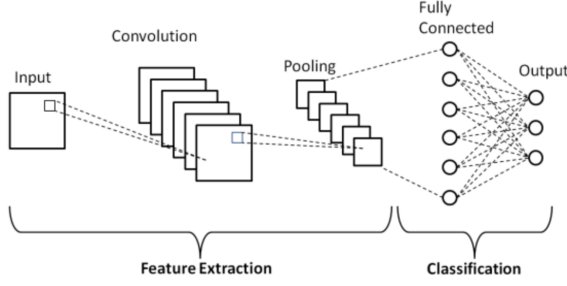 Fully
Connected
Convolution
Pooling
Output
Input
Feature Extraction
Classification